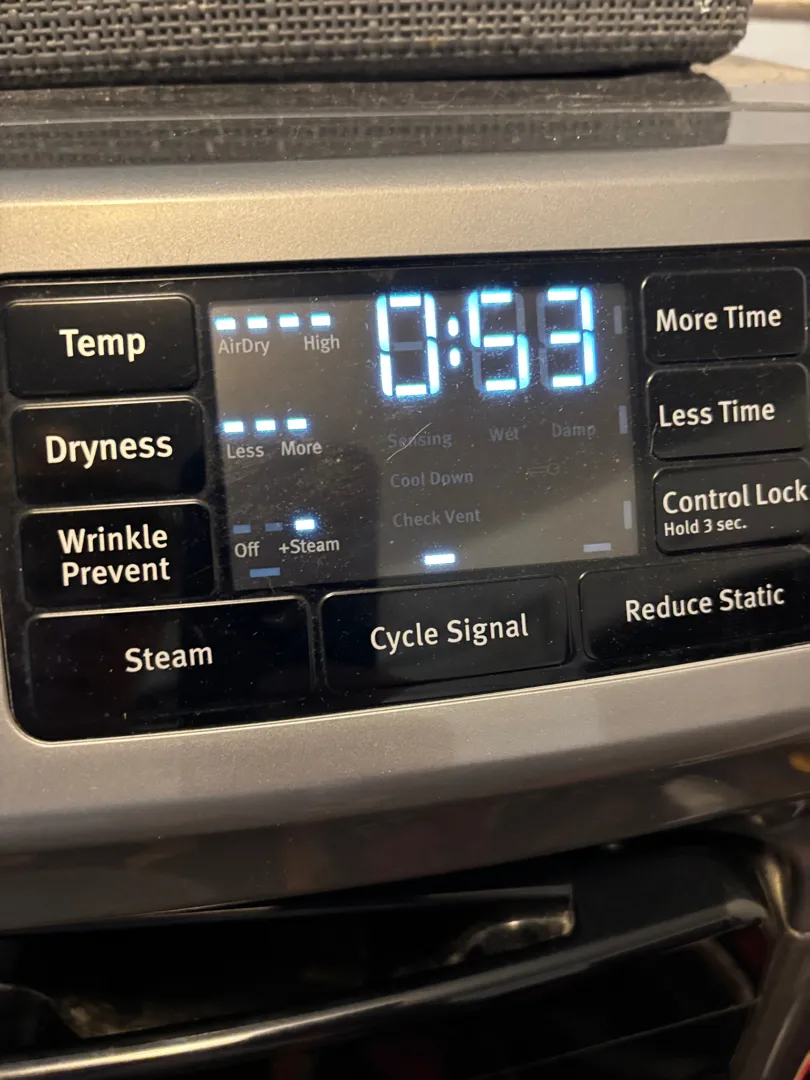 Temp
AirDry High
0:53
More Time
Dryness
Less More
Sensing Wet Damp
Less Time
Cool Down
Wrinkle
Prevent
Off +Steam
Check Vent
Control Lock
Hold 3 sec.
Steam
Cycle Signal
Reduce Static